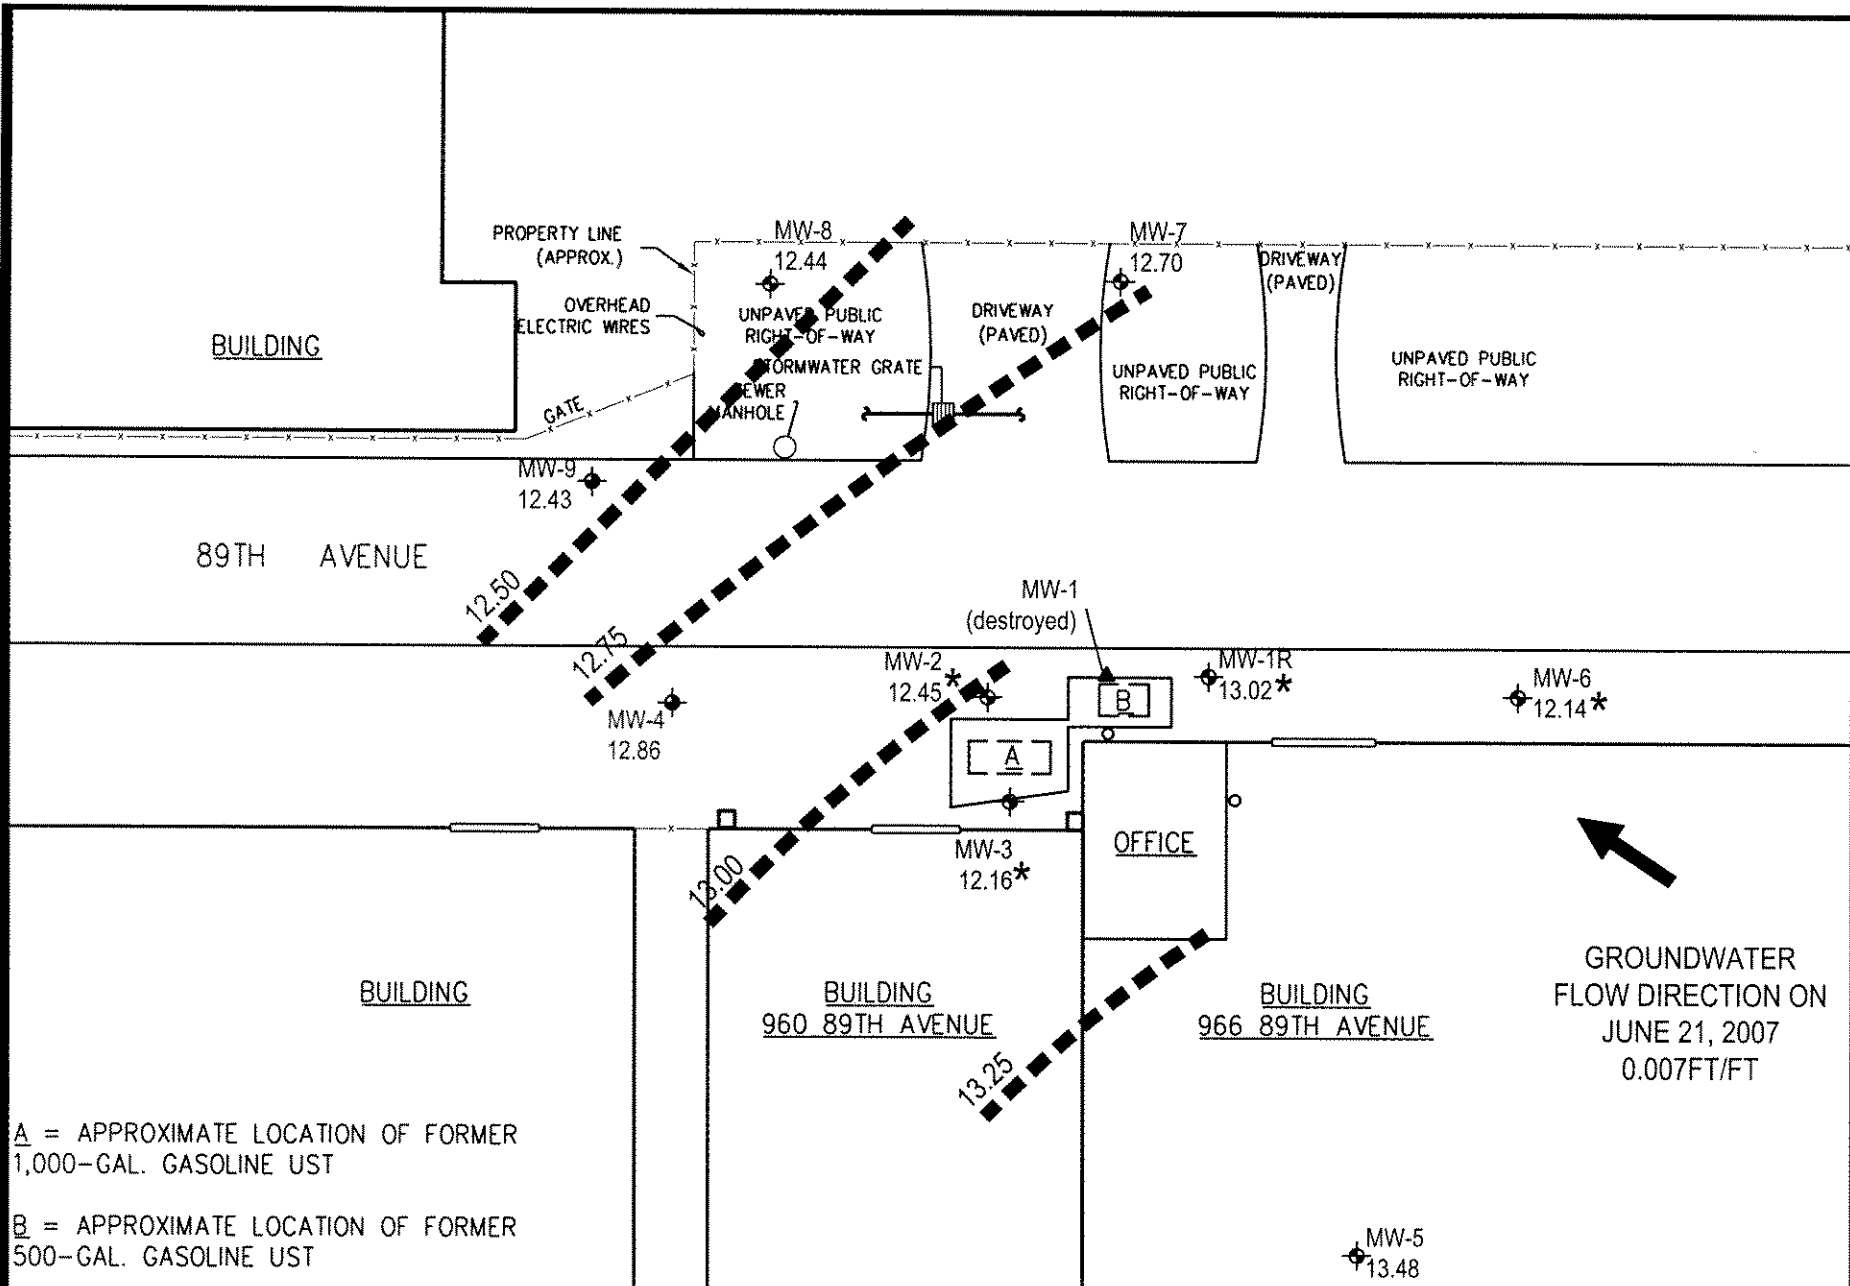 PROPERTY LINE
(APPROX.)
MW-8
12.44
MW-7
12.70
DRIVEWAY
(PAVED)
OVERHEAD
ELECTRIC WIRES
UNPAVED PUBLIC
RIGHT-OF-WAY
DRIVEWAY
(PAVED)
BUILDING
STORMWATER GRATE
UNPAVED PUBLIC
RIGHT-OF-WAY
UNPAVED PUBLIC
RIGHT-OF-WAY
SEWER
MANHOLE
GATE
MW-9
12.43
89TH AVENUE
12.50
12.75
MW-1
(destroyed)
MW-2
12.45*
MW-1R
13.02*
MW-6
12.14*
B
MW-4
12.86
A
MW-3
12.16*
OFFICE
13.00
BUILDING
BUILDING
960 89TH AVENUE
BUILDING
966 89TH AVENUE
GROUNDWATER
FLOW DIRECTION ON
JUNE 21, 2007
0.007FT/FT
13.25
A = APPROXIMATE LOCATION OF FORMER
1,000-GAL. GASOLINE UST
B = APPROXIMATE LOCATION OF FORMER
500-GAL. GASOLINE UST
MW-5
13.48